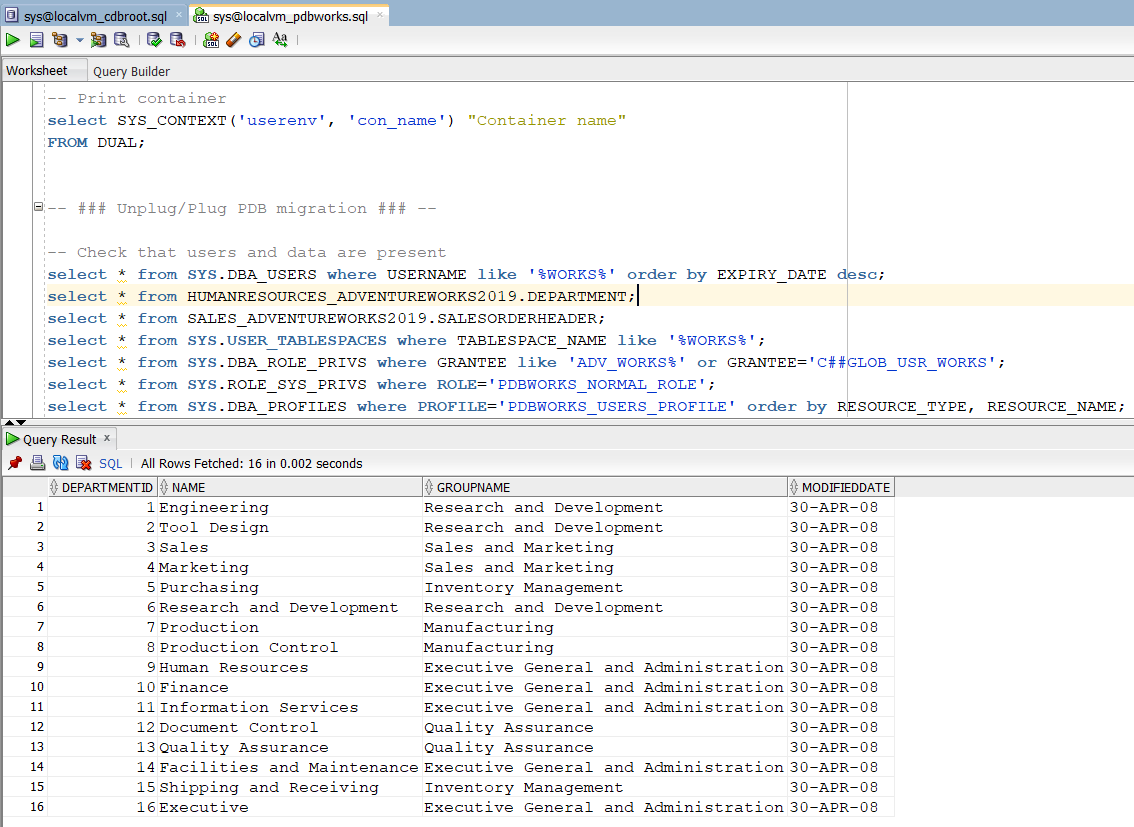 sys@localvm_cdbroot.sql × sys@localvm_pdbworks.sql ×
Worksheet Query Builder
-- Print container
select SYS_CONTEXT('userenv', 'con_name') "Container name"
FROM DUAL;
-- ### Unplug/Plug PDB migration ### --
-- Check that users and data are present
select * from SYS.DBA_USERS where USERNAME like '%WORKS%' order by EXPIRY_DATE desc;
select * from HUMANRESOURCES_ADVENTUREWORKS2019.DEPARTMENT;
select * from SALES_ADVENTUREWORKS2019.SALESORDERHEADER;
select * from SYS.USER_TABLESPACES where TABLESPACE_NAME like '%WORKS%';
select * from SYS.DBA_ROLE_PRIVS where GRANTEE like 'ADV_WORKS%' or GRANTEE='C##GLOB_USR_WORKS';
select * from SYS.ROLE_SYS_PRIVS where ROLE='PDBWORKS_NORMAL_ROLE';
select * from SYS.DBA_PROFILES where PROFILE='PDBWORKS_USERS_PROFILE' order by RESOURCE_TYPE, RESOURCE_NAME;
Query Result ×
SQL | All Rows Fetched: 16 in 0.002 seconds
DEPARTMENTID NAME GROUPNAME MODIFIEDDATE
1 1 Engineering Research and Development 30-APR-08
2 2 Tool Design Research and Development 30-APR-08
3 3 Sales Sales and Marketing 30-APR-08
4 4 Marketing Sales and Marketing 30-APR-08
5 5 Purchasing Inventory Management 30-APR-08
6 6 Research and Development Research and Development 30-APR-08
7 7 Production Manufacturing 30-APR-08
8 8 Production Control Manufacturing 30-APR-08
9 9 Human Resources Executive General and Administration 30-APR-08
10 10 Finance Executive General and Administration 30-APR-08
11 11 Information Services Executive General and Administration 30-APR-08
12 12 Document Control Quality Assurance 30-APR-08
13 13 Quality Assurance Quality Assurance 30-APR-08
14 14 Facilities and Maintenance Executive General and Administration 30-APR-08
15 15 Shipping and Receiving Inventory Management 30-APR-08
16 16 Executive Executive General and Administration 30-APR-08